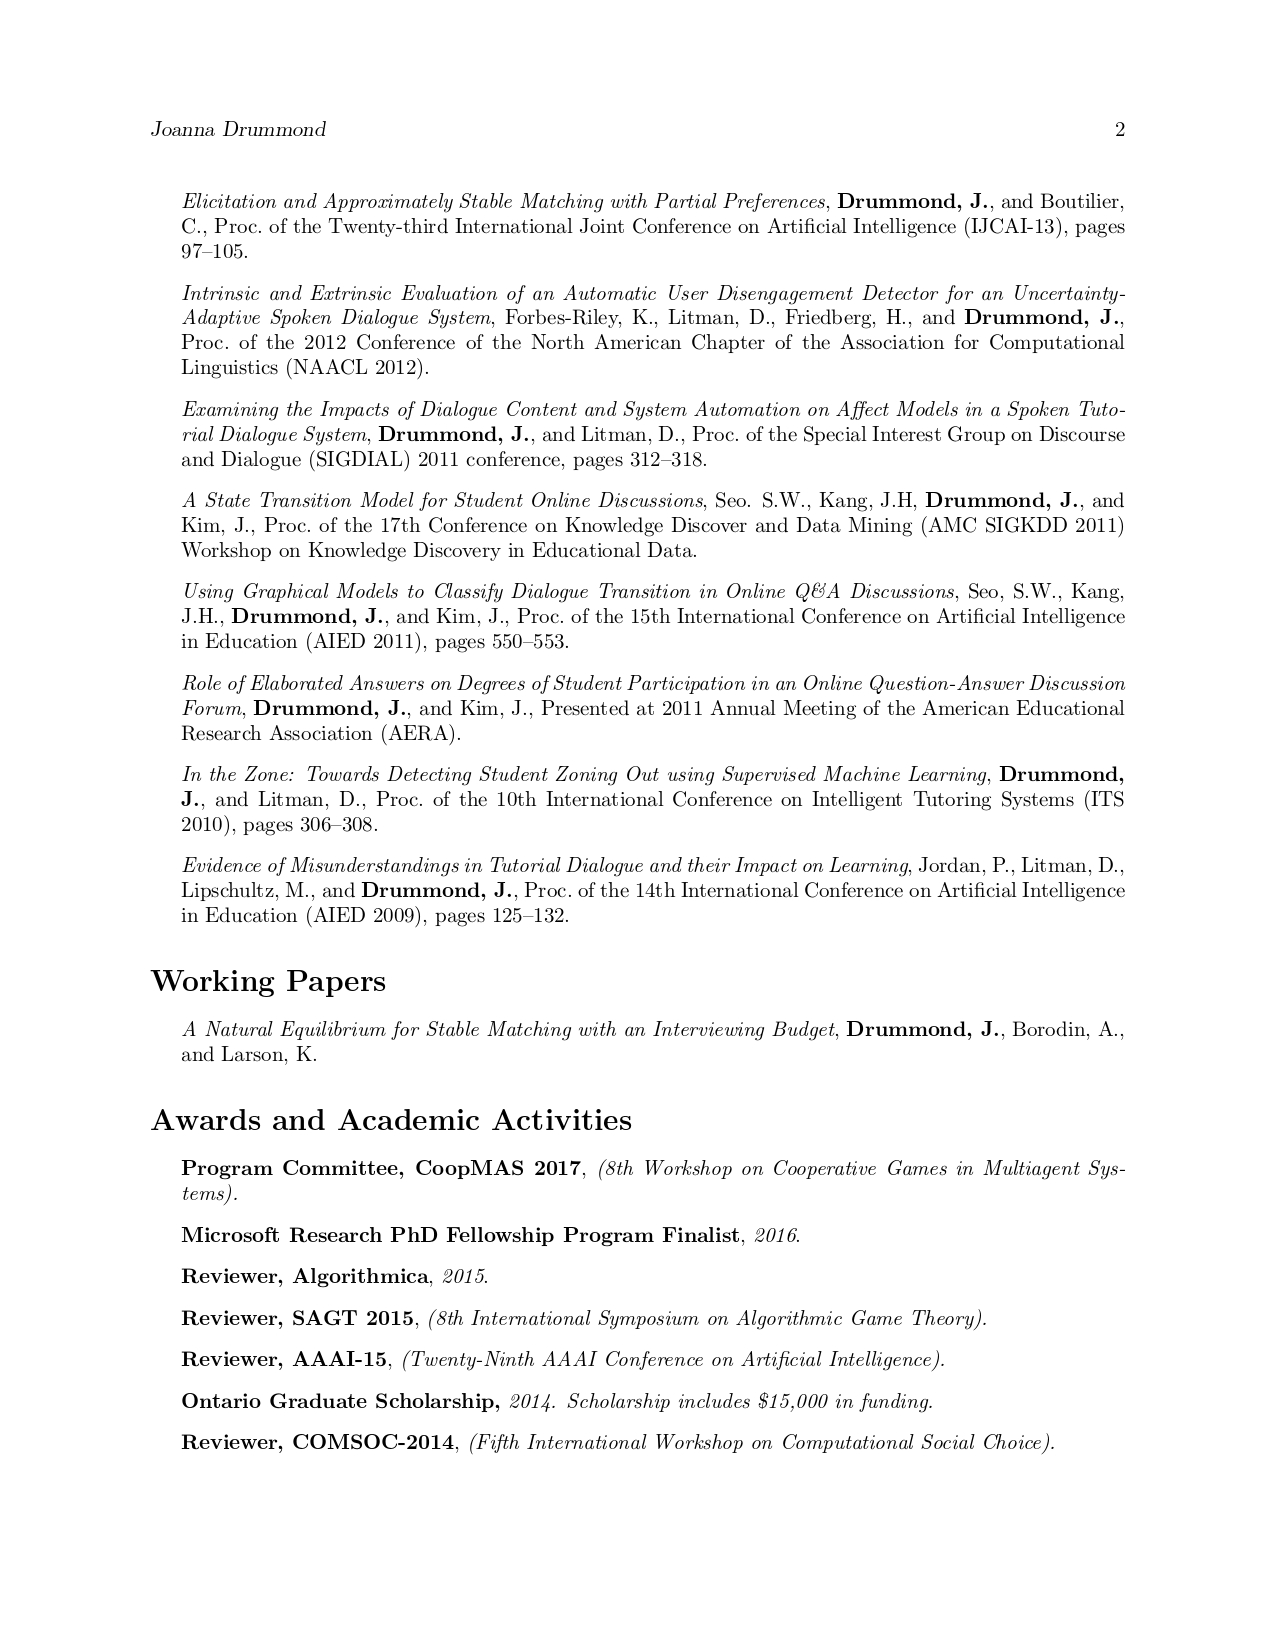 Joanna Drummond 2
Elicitation and Approximately Stable Matching with Partial Preferences, Drummond, J., and Boutilier,
C., Proc. of the Twenty-third International Joint Conference on Artificial Intelligence (IJCAI-13), pages
97–105.
Intrinsic and Extrinsic Evaluation of an Automatic User Disengagement Detector for an Uncertainty-
Adaptive Spoken Dialogue System, Forbes-Riley, K., Litman, D., Friedberg, H., and Drummond, J.,
Proc. of the 2012 Conference of the North American Chapter of the Association for Computational
Linguistics (NAACL 2012).
Examining the Impacts of Dialogue Content and System Automation on Affect Models in a Spoken Tuto-
rial Dialogue System, Drummond, J., and Litman, D., Proc. of the Special Interest Group on Discourse
and Dialogue (SIGDIAL) 2011 conference, pages 312–318.
A State Transition Model for Student Online Discussions, Seo. S.W., Kang, J.H, Drummond, J., and
Kim, J., Proc. of the 17th Conference on Knowledge Discover and Data Mining (AMC SIGKDD 2011)
Workshop on Knowledge Discovery in Educational Data.
Using Graphical Models to Classify Dialogue Transition in Online Q&A Discussions, Seo, S.W., Kang,
J.H., Drummond, J., and Kim, J., Proc. of the 15th International Conference on Artificial Intelligence
in Education (AIED 2011), pages 550–553.
Role of Elaborated Answers on Degrees of Student Participation in an Online Question-Answer Discussion
Forum, Drummond, J., and Kim, J., Presented at 2011 Annual Meeting of the American Educational
Research Association (AERA).
In the Zone: Towards Detecting Student Zoning Out using Supervised Machine Learning, Drummond,
J., and Litman, D., Proc. of the 10th International Conference on Intelligent Tutoring Systems (ITS
2010), pages 306–308.
Evidence of Misunderstandings in Tutorial Dialogue and their Impact on Learning, Jordan, P., Litman, D.,
Lipschultz, M., and Drummond, J., Proc. of the 14th International Conference on Artificial Intelligence
in Education (AIED 2009), pages 125–132.
Working Papers
A Natural Equilibrium for Stable Matching with an Interviewing Budget, Drummond, J., Borodin, A.,
and Larson, K.
Awards and Academic Activities
Program Committee, CoopMAS 2017, (8th Workshop on Cooperative Games in Multiagent Sys-
tems).
Microsoft Research PhD Fellowship Program Finalist, 2016.
Reviewer, Algorithmica, 2015.
Reviewer, SAGT 2015, (8th International Symposium on Algorithmic Game Theory).
Reviewer, AAAI-15, (Twenty-Ninth AAAI Conference on Artificial Intelligence).
Ontario Graduate Scholarship, 2014. Scholarship includes $15,000 in funding.
Reviewer, COMSOC-2014, (Fifth International Workshop on Computational Social Choice).